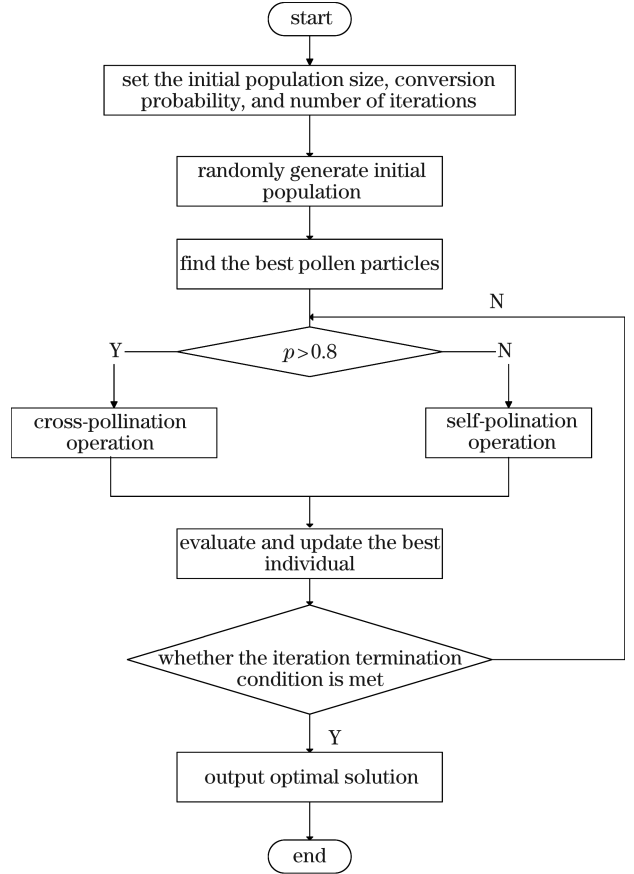 start
set the initial population size, conversion
probability, and number of iterations
randomly generate initial
population
find the best pollen particles
N
p>0.8
Y
N
cross-pollination
operation
self-polination
operation
evaluate and update the best
individual
whether the iteration termination
condition is met
Y
output optimal solution
end